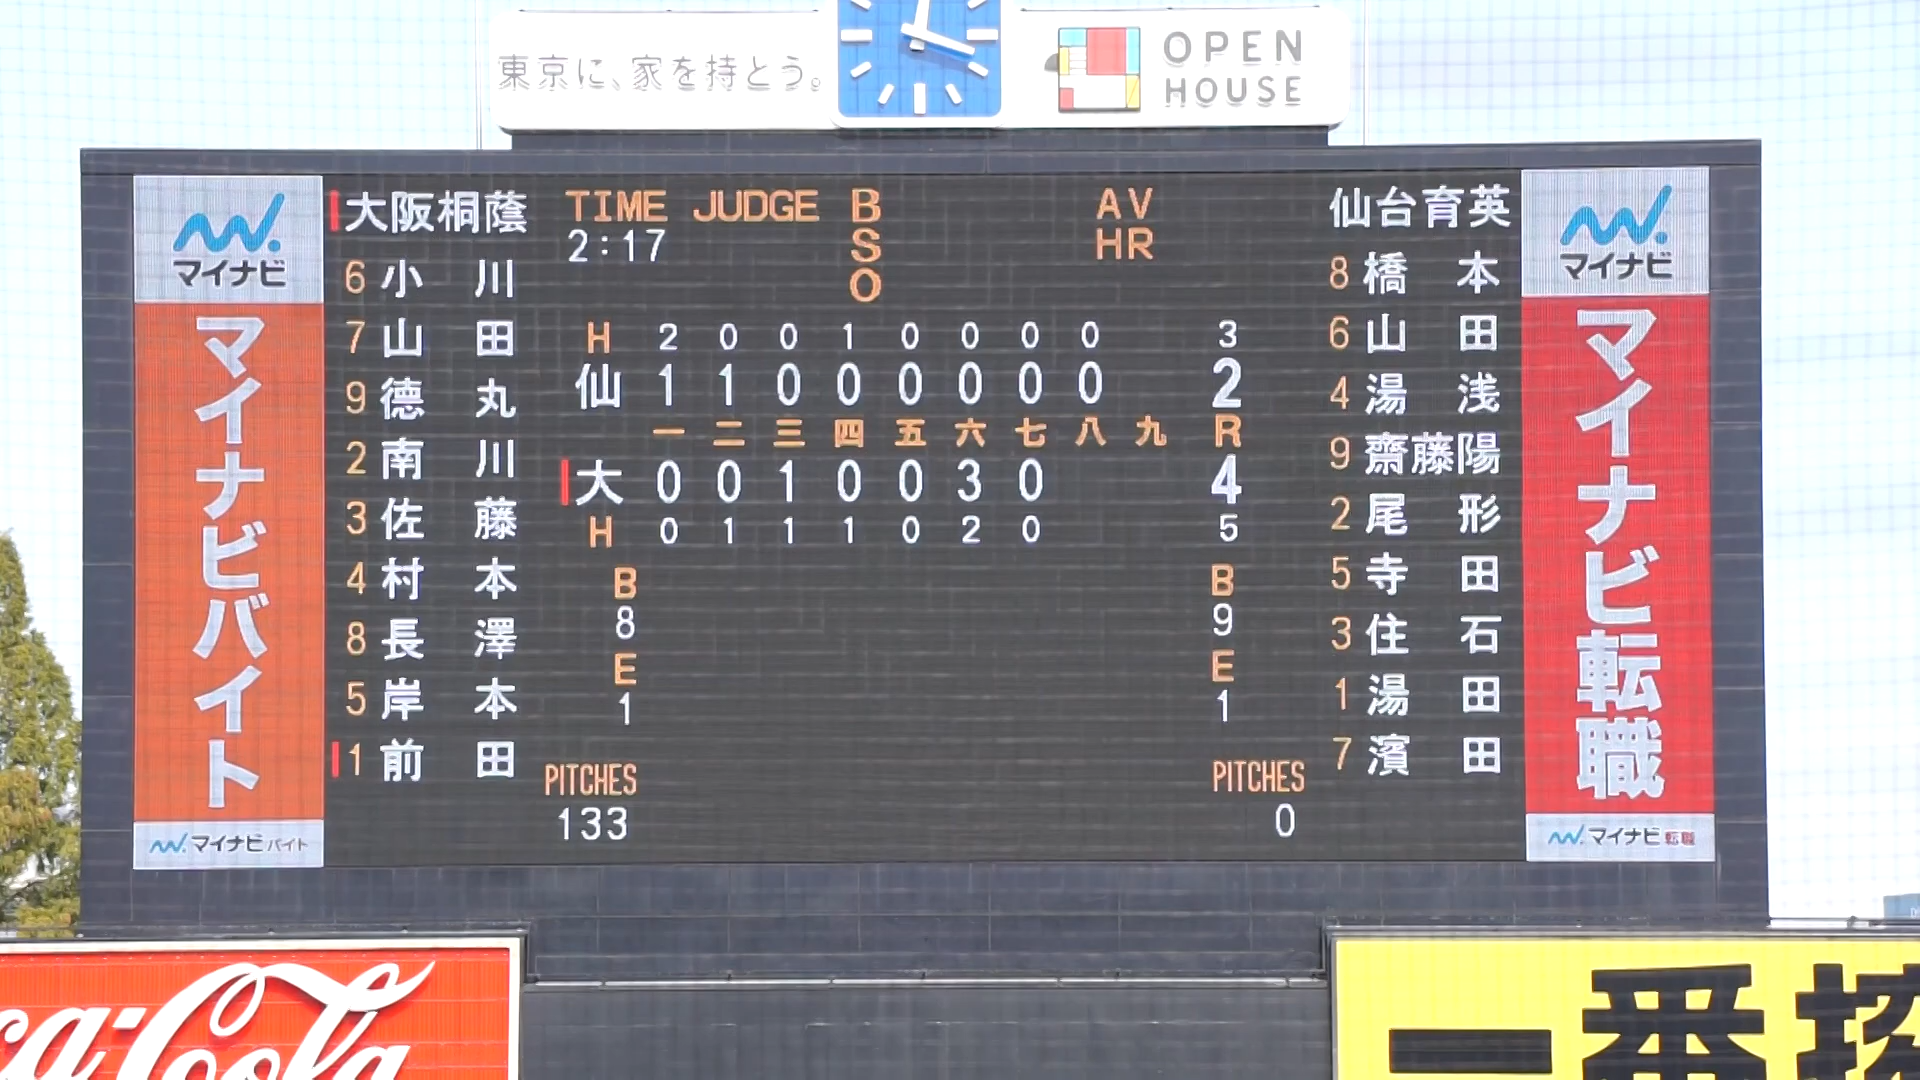 東京に、家を持とう。
OPEN
HOUSE
マイナビ
マイナビバイト
マイナビバイト
大阪桐蔭
6 小川
7 山田
9 徳丸
2 南川
3 佐藤
4 村本
8 長澤
5 岸本
1 前田
TIME JUDGE B
2:17 S
O
AV
HR
H 2 0 0 1 0 0 0 0 3
仙 1 1 0 0 0 0 0 0 2
一 二 三 四 五 六 七 八 九 R
大 0 0 1 0 0 3 0 4
H 0 1 1 1 0 2 0 5
B B
8 9
E E
1 1
PITCHES PITCHES
133 0
仙台育英
8 橋本
6 山田
4 湯浅
9 齋藤陽
2 尾形
5 寺田
3 住石
1 湯田
7 濱田
マイナビ
マイナビ転職
マイナビ転職
ca-Cola
一番搾